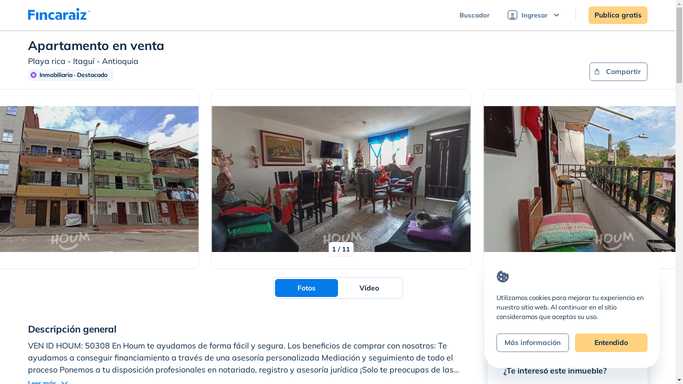 Fincaraiz
Buscador
Ingresar
Publica gratis
Apartamento en venta
Playa rica - Itagüí - Antioquia
Inmobiliaria · Destacado
Compartir
HOUM
HOUM
HOUM
1 / 11
Fotos
Vídeo
Utilizamos cookies para mejorar tu experiencia en
nuestro sitio web. Al continuar en el sitio
consideramos que aceptas su uso.
Más información
Entendido
Descripción general
VEN ID HOUM: 50308 En Houm te ayudamos de forma fácil y segura. Los beneficios de comprar con nosotros: Te
ayudamos a conseguir financiamiento a través de una asesoría personalizada Mediación y seguimiento de todo el
proceso Ponemos a tu disposición profesionales en notariado, registro y asesoría jurídica ¡Solo te preocupas de las...
Leer más
¿Te interesó este inmueble?